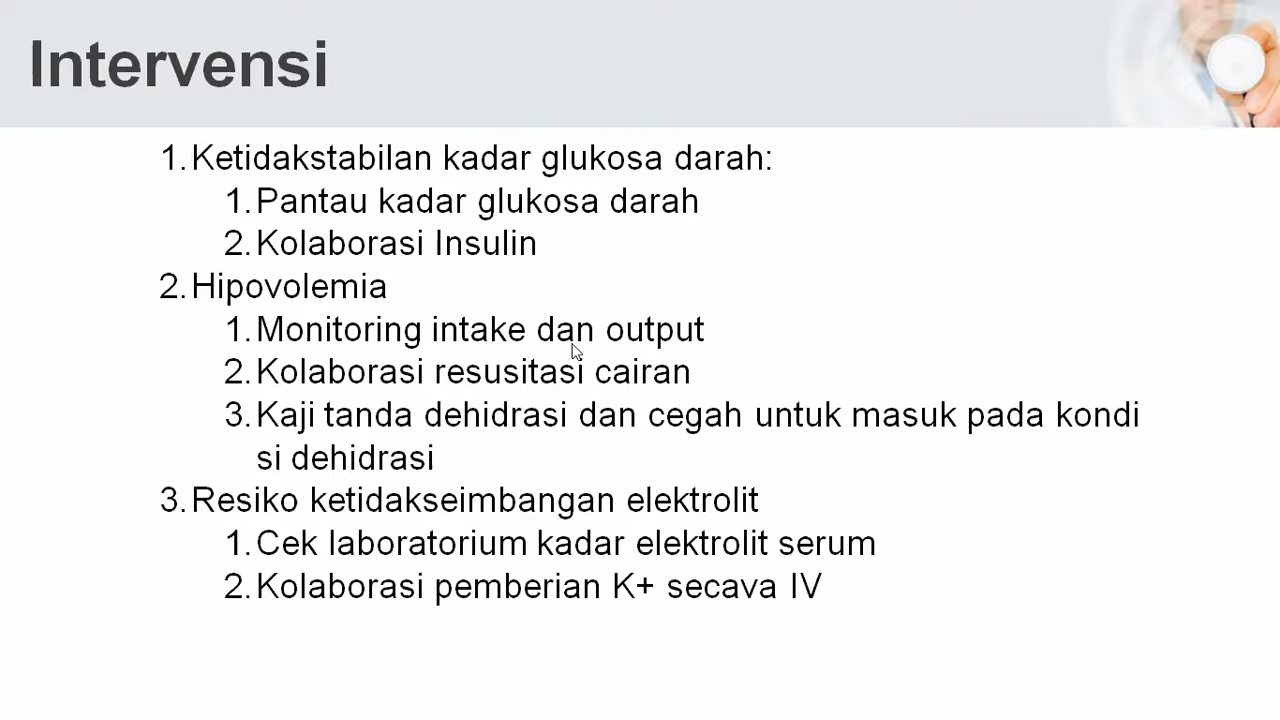 Intervensi
1. Ketidakstabilan kadar glukosa darah:
1. Pantau kadar glukosa darah
2. Kolaborasi Insulin
2. Hipovolemia
1. Monitoring intake dan output
2. Kolaborasi resusitasi cairan
3. Kaji tanda dehidrasi dan cegah untuk masuk pada kondi
si dehidrasi
3. Resiko ketidakseimbangan elektrolit
1. Cek laboratorium kadar elektrolit serum
2. Kolaborasi pemberian K+ secava IV